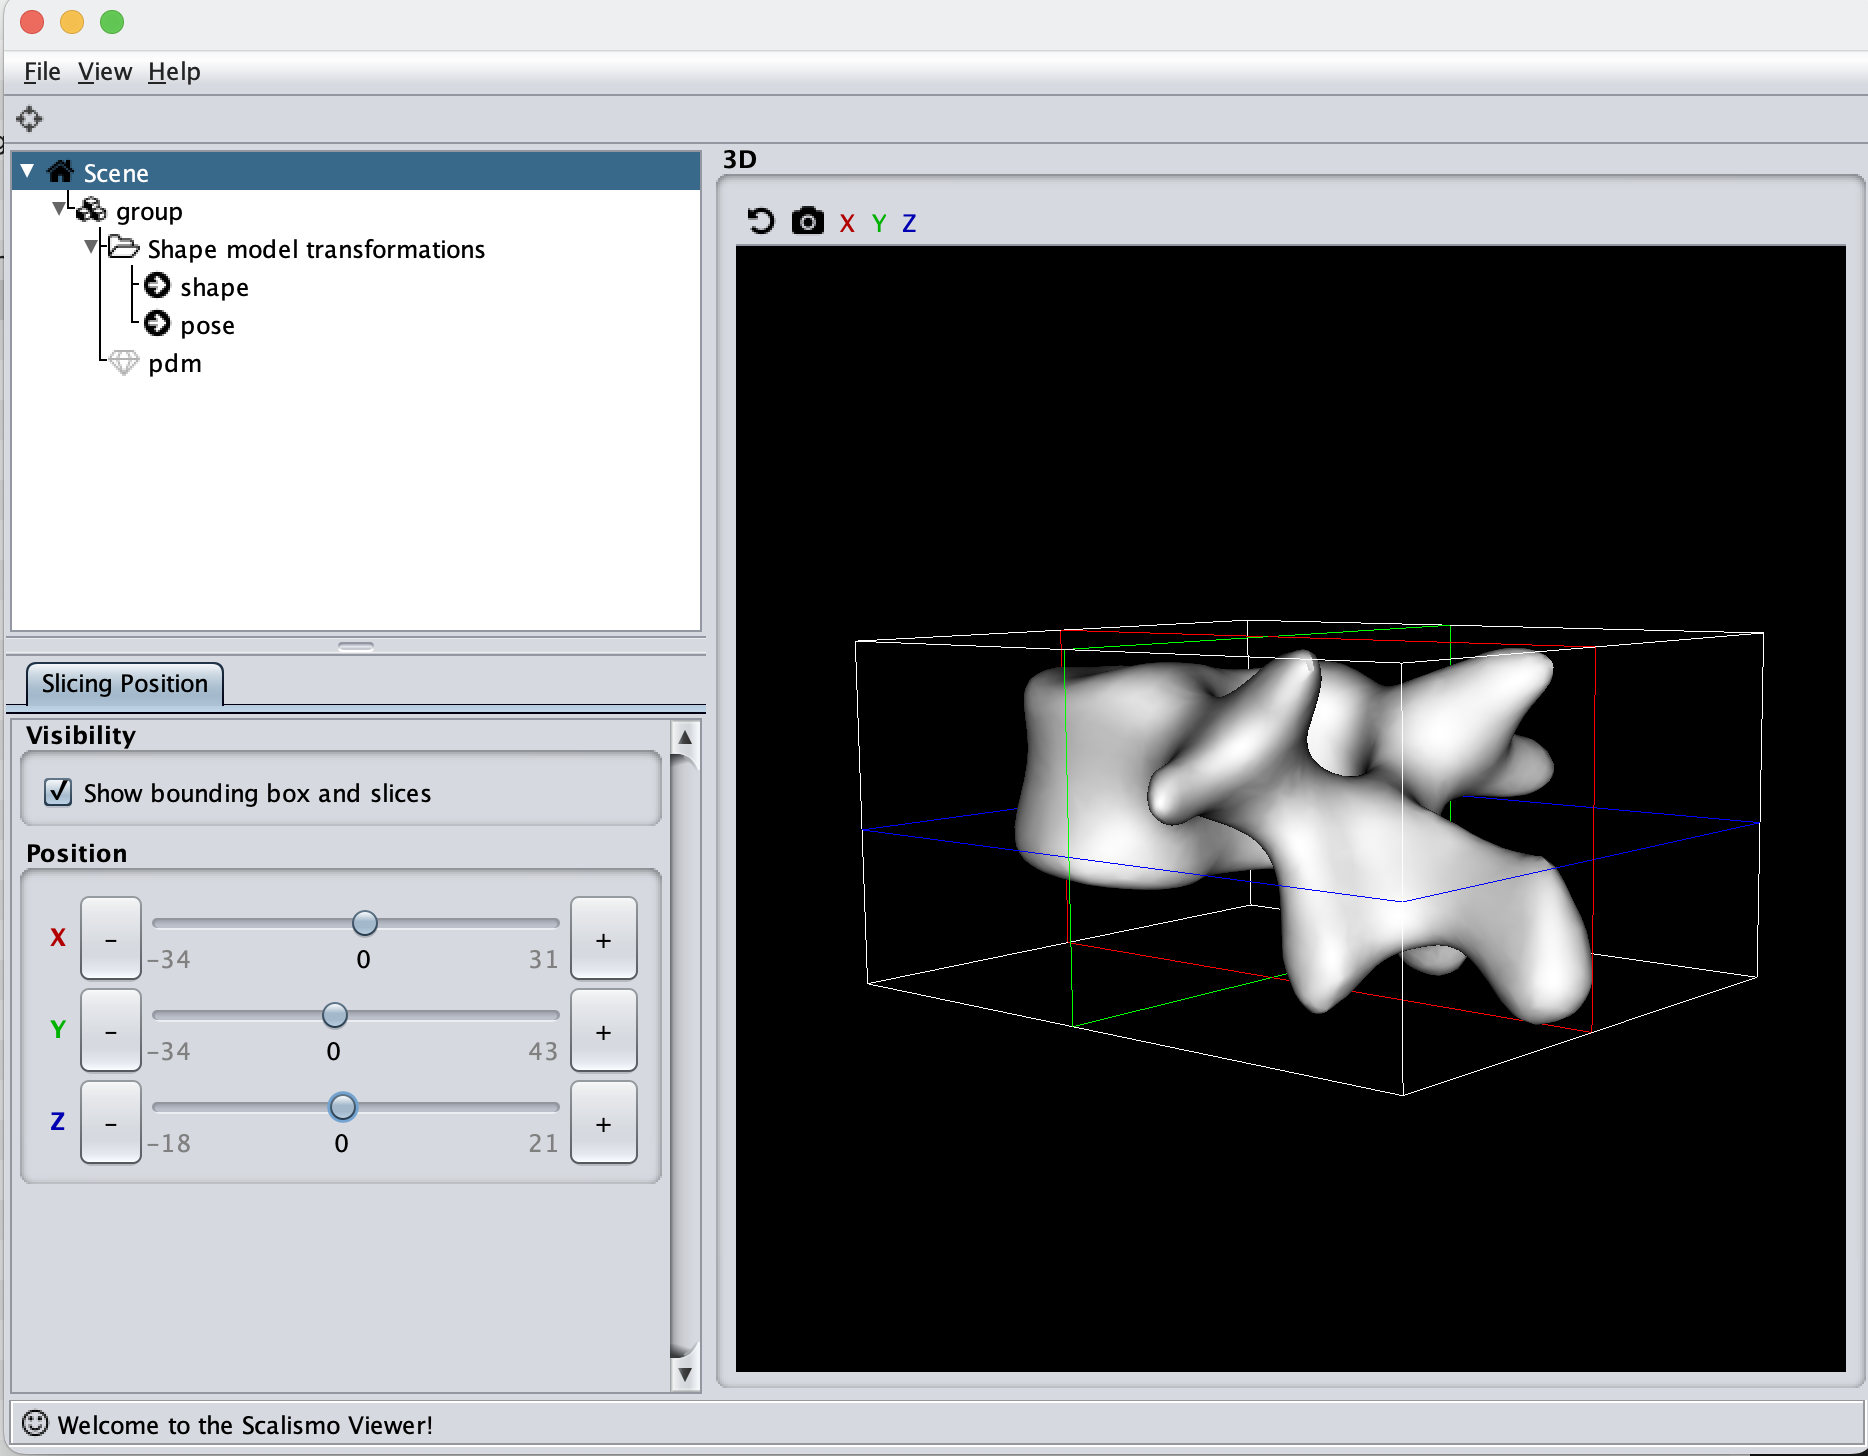 File View Help
Scene
group
Shape model transformations
shape
pose
pdm
Slicing Position
Visibility
Show bounding box and slices
Position
X - + -34 0 31
Y - + -34 0 43
Z - + -18 0 21
3D
X Y Z
Welcome to the Scalismo Viewer!